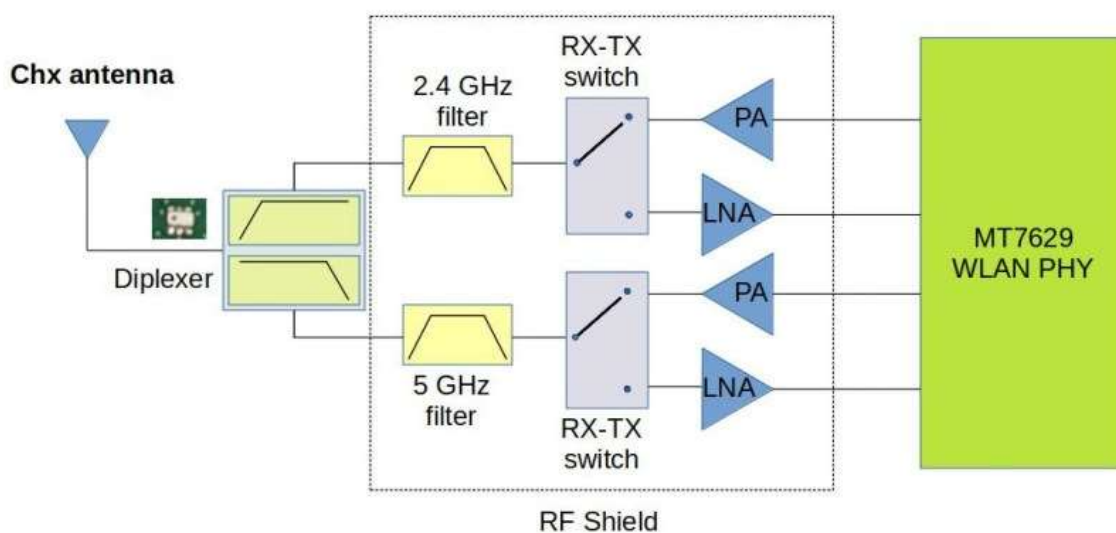 Chx antenna
Diplexer
2.4 GHz
filter
RX-TX
switch
PA
LNA
5 GHz
filter
RX-TX
switch
PA
LNA
MT7629
WLAN PHY
RF Shield